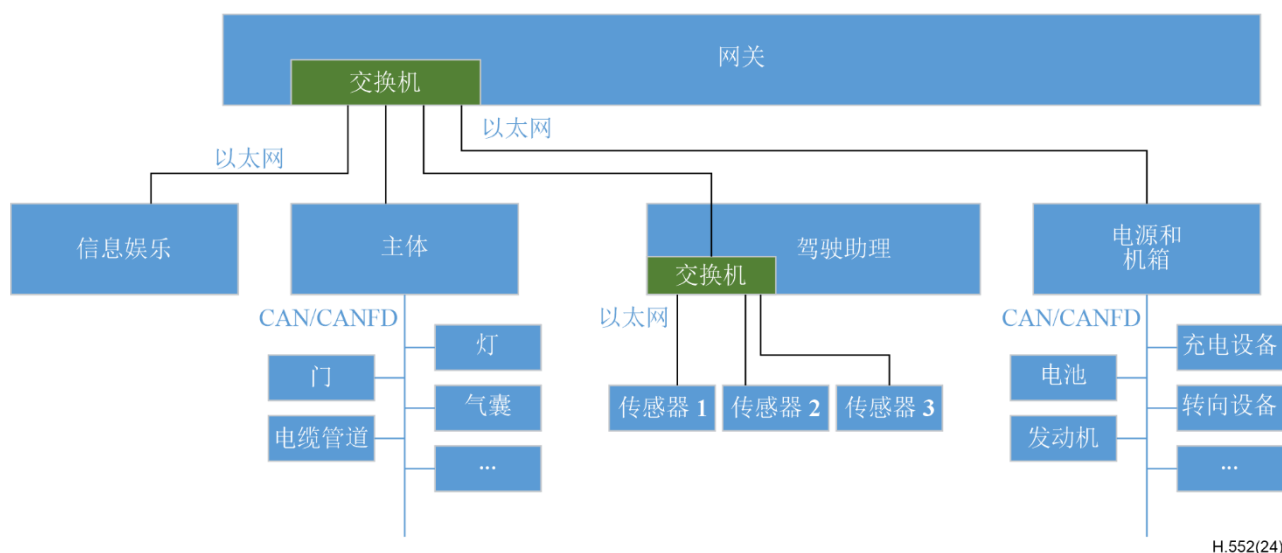 网关
交换机
以太网
以太网
信息娱乐
主体
驾驶助理
交换机
电源和
机箱
CAN/CANFD
以太网
CAN/CANFD
灯
门
气囊
电缆管道
...
传感器 1
传感器 2
传感器 3
充电设备
电池
转向设备
发动机
...
H.552(24)